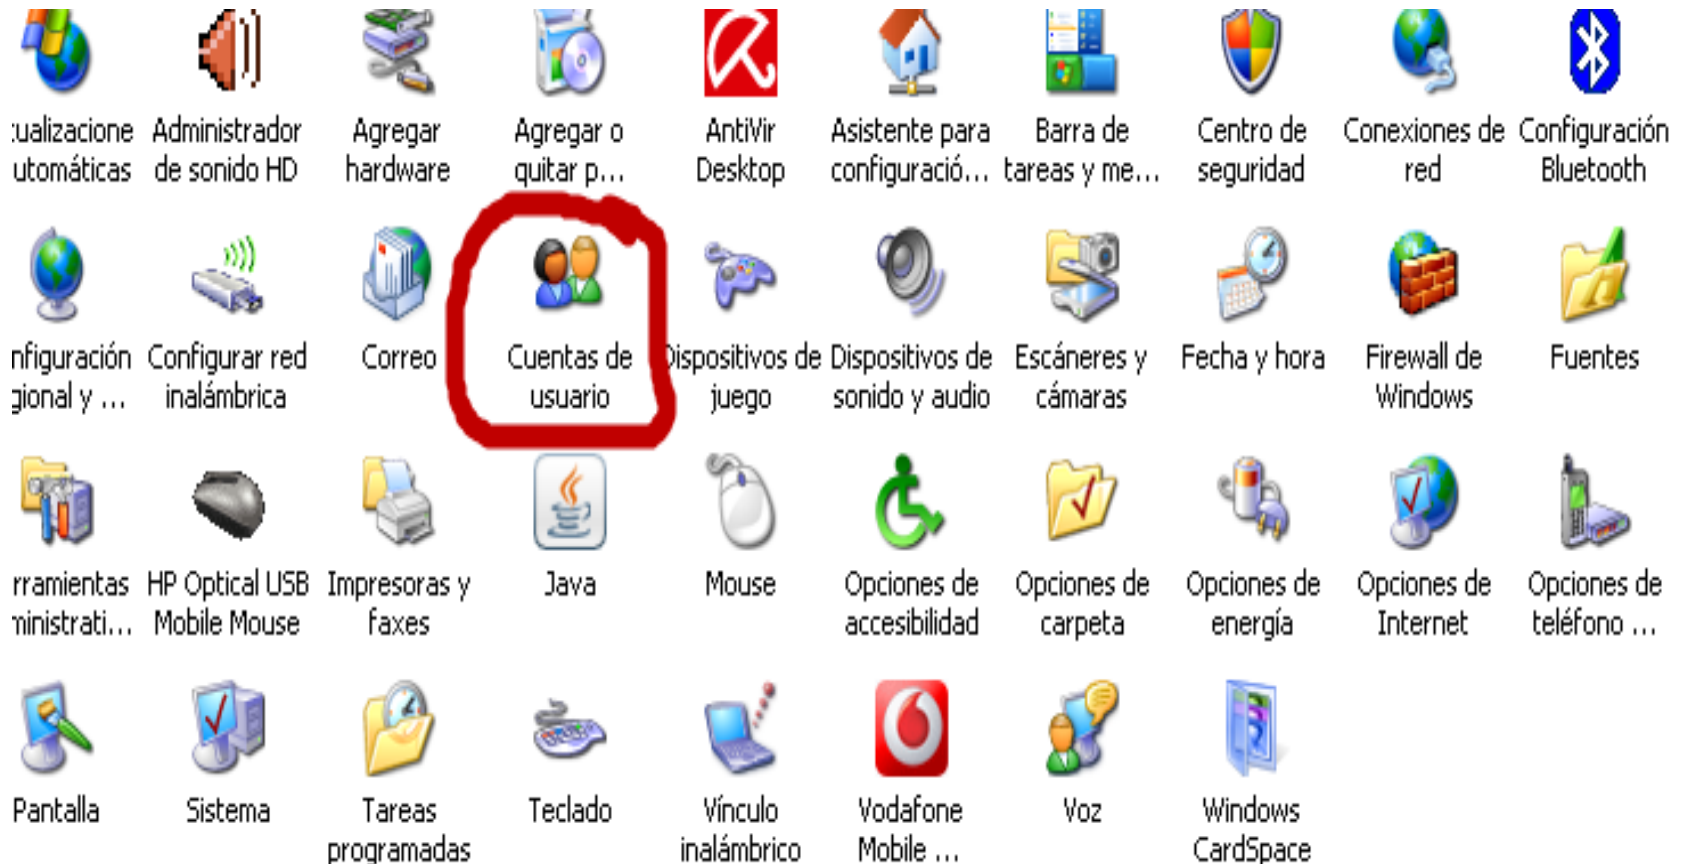 tualizacione Administrador Agregar Agregar o AntiVir Asistente para Barra de Centro de Conexiones de Configuración
utomáticas de sonido HD hardware quitar p... Desktop configuració... tareas y me... seguridad red Bluetooth
nfiguración Configurar red Correo Cuentas de Dispositivos de Dispositivos de Escáneres y Fecha y hora Firewall de Fuentes
gional y ... inalámbrica usuario juego sonido y audio cámaras Windows
rramientas HP Optical USB Impresoras y Java Mouse Opciones de Opciones de Opciones de Opciones de Opciones de
ministrati... Mobile Mouse faxes accesibilidad carpeta energía Internet teléfono ...
Pantalla Sistema Tareas Teclado Vínculo Vodafone Voz Windows
programadas inalámbrico Mobile ... CardSpace